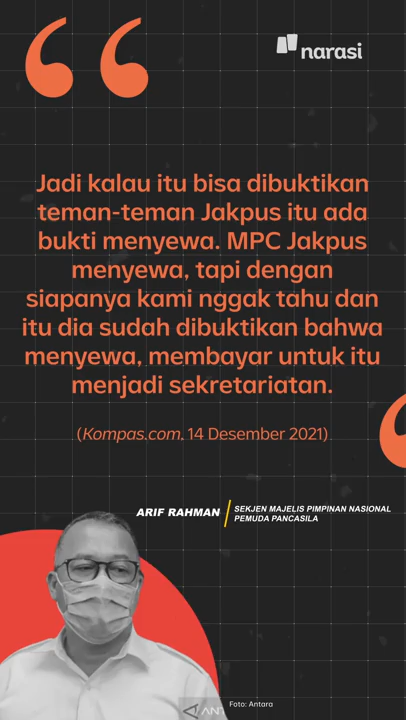 narasi
Jadi kalau itu bisa dibuktikan
teman-teman Jakpus itu ada
bukti menyewa. MPC Jakpus
menyewa, tapi dengan
siapanya kami nggak tahu dan
itu dia sudah dibuktikan bahwa
menyewa, membayar untuk itu
menjadi sekretariatan.
(Kompas.com, 14 Desember 2021)
ARIF RAHMAN
SEKJEN MAJELIS PIMPINAN NASIONAL
PEMUDA PANCASILA
Foto: Antara